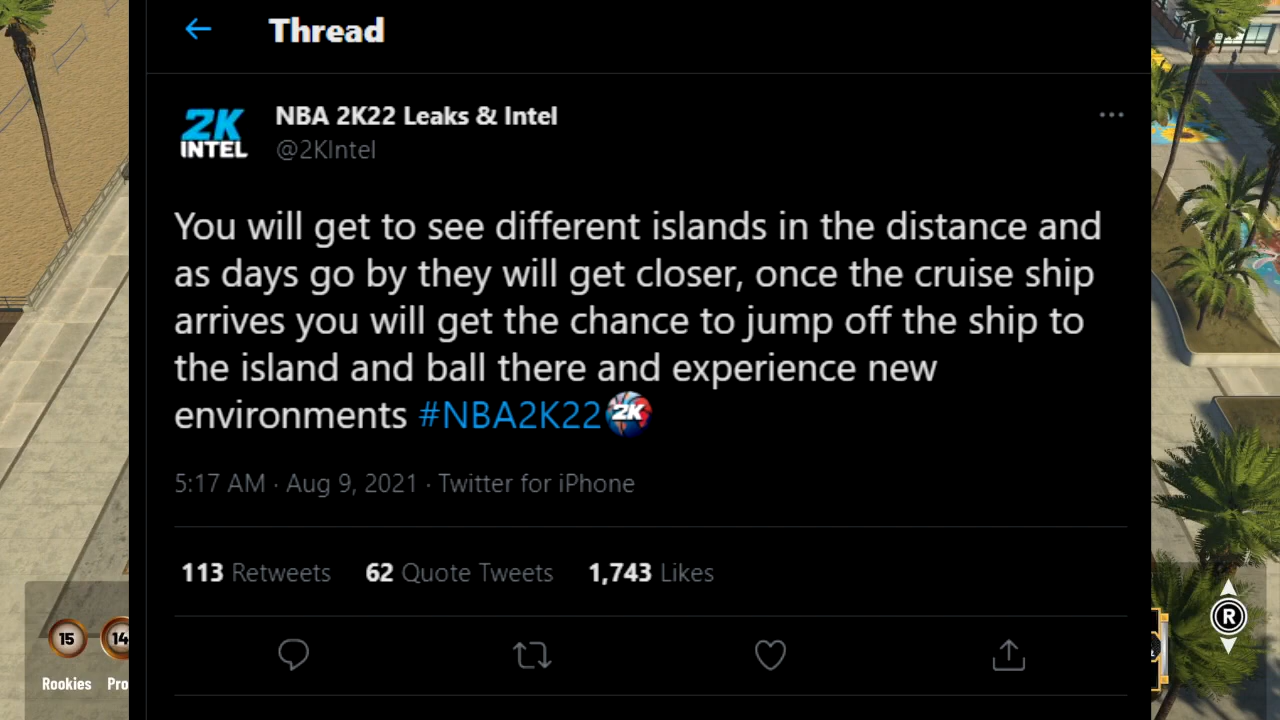 Thread
2K
INTEL
NBA 2K22 Leaks & Intel
@2KIntel
You will get to see different islands in the distance and
as days go by they will get closer, once the cruise ship
arrives you will get the chance to jump off the ship to
the island and ball there and experience new
environments #NBA2K22 2K
5:17 AM · Aug 9, 2021 · Twitter for iPhone
113 Retweets 62 Quote Tweets 1,743 Likes
15 14
Rookies Pro
R